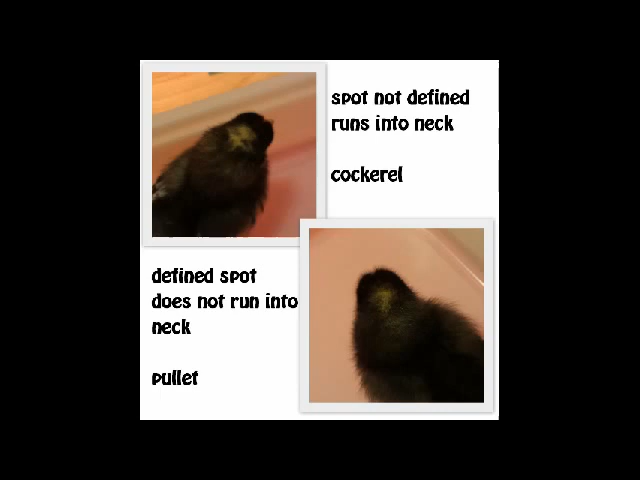 spot not defined
runs into neck
cockerel
defined spot
does not run into
neck
pullet